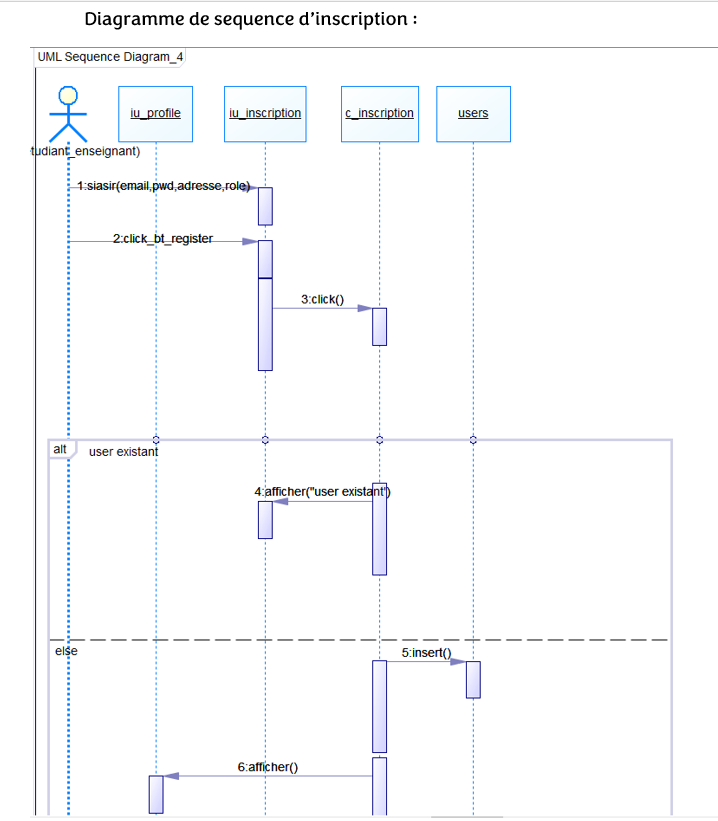 Diagramme de sequence d'inscription :
UML Sequence Diagram_4
iu_profile
iu_inscription
c_inscription
users
tudiant_enseignant)
1:siasir(email,pwd,adresse,role)
2:click_bt_register
3:click()
alt
user existant
4:afficher("user existant")
else
5:insert()
6:afficher()